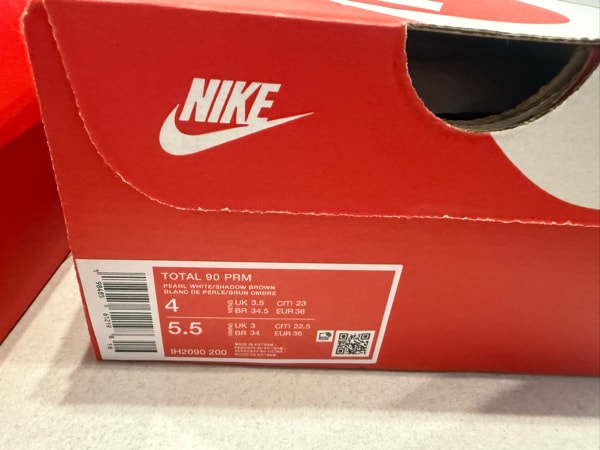 NIKE
TOTAL 90 PRM
PEARL WHITE/SHADOW BROWN
BLANC DE PERLE/BRUN OMBRE
4 UK 3.5 CITI 23
BR 34.5 EUR 36
5.5 UK 3 CITI 22.5
BR 34 EUR 36
IH2090 200
MADE IN VIETNAM